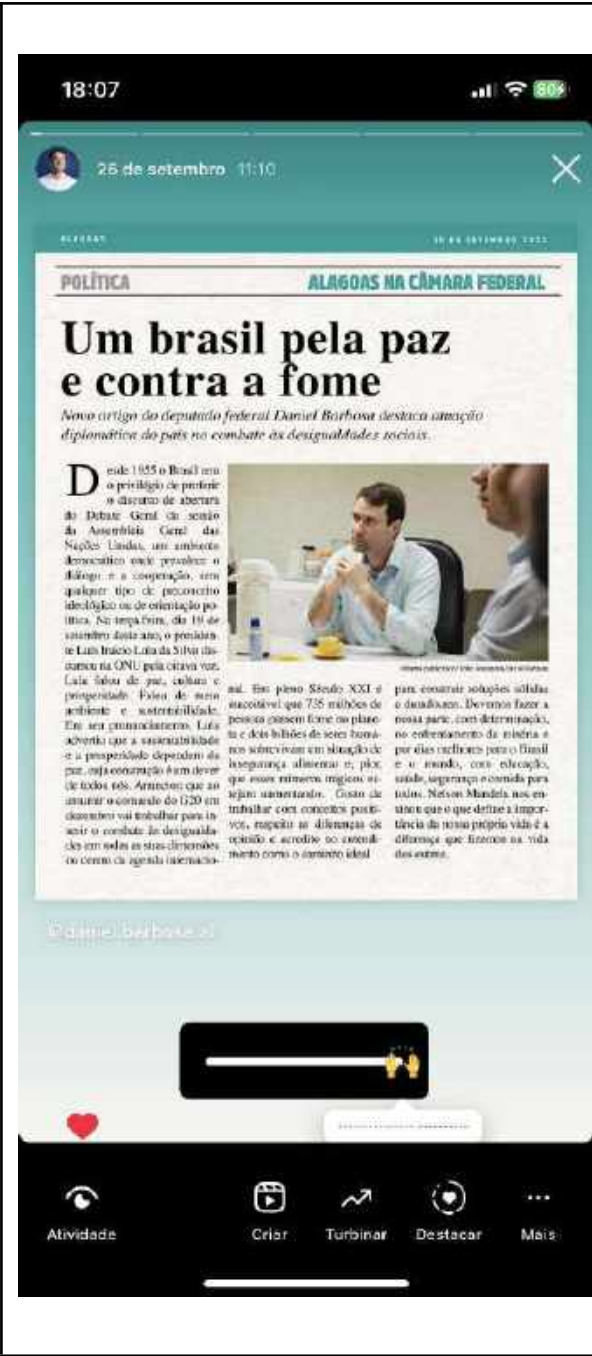 18:07
80
26 de setembro 11:10
ALAGOAS
POLÍTICA
ALAGOAS NA CÂMARA FEDERAL
Um brasil pela paz
e contra a fome
Novo artigo do deputado federal Daniel Barbosa destaca atuação
diplomática do país no combate às desigualdades sociais.
Desde 1955 o Brasil tem
o privilégio de proferir
o discurso de abertura
do Debate Geral da sessão
da Assembleia Geral das
Nações Unidas, um ambiente
democrático onde prevalece o
diálogo e a cooperação, sem
qualquer tipo de preconceito
ideológico ou de orientação po-
lítica. Na terça-feira, dia 19 de
setembro deste ano, o presiden-
te Luis Inácio Lula da Silva dis-
cursou na ONU pela oitava vez.
Lula falou de paz, cultura e
prosperidade. Falou de meio
ambiente e sustentabilidade.
Em seu pronunciamento, Lula
advertiu que a sustentabilidade
e a prosperidade dependem da
paz, cuja construção é um dever
de todos nós. Anunciou que ao
assumir o comando do G20 em
dezembro vai trabalhar para in-
serir o combate às desigualda-
des em todas as suas dimensões
no centro da agenda internacio-
nal. Em pleno Século XXI é
inaceitável que 735 milhões de
pessoas passem fome no plane-
ta e dois bilhões de seres huma-
nos sobrevivam em situação de
insegurança alimentar e, pior,
que esses números trágicos es-
tejam aumentando. Gosto de
trabalhar com conceitos positi-
vos, respeito as diferenças de
opinião e acredito no entendi-
mento como o caminho ideal
para construir soluções sólidas
e duradouras. Devemos fazer a
nossa parte, com determinação,
no enfrentamento da miséria e
por dias melhores para o Brasil
e o mundo, com educação,
saúde, segurança e comida para
todos. Nelson Mandela nos en-
sinou que o que define a impor-
tância da nossa própria vida é a
diferença que fizemos na vida
dos outros.
@daniel.barbosa.al
Atividade
Criar
Turbinar
Destacar
Mais